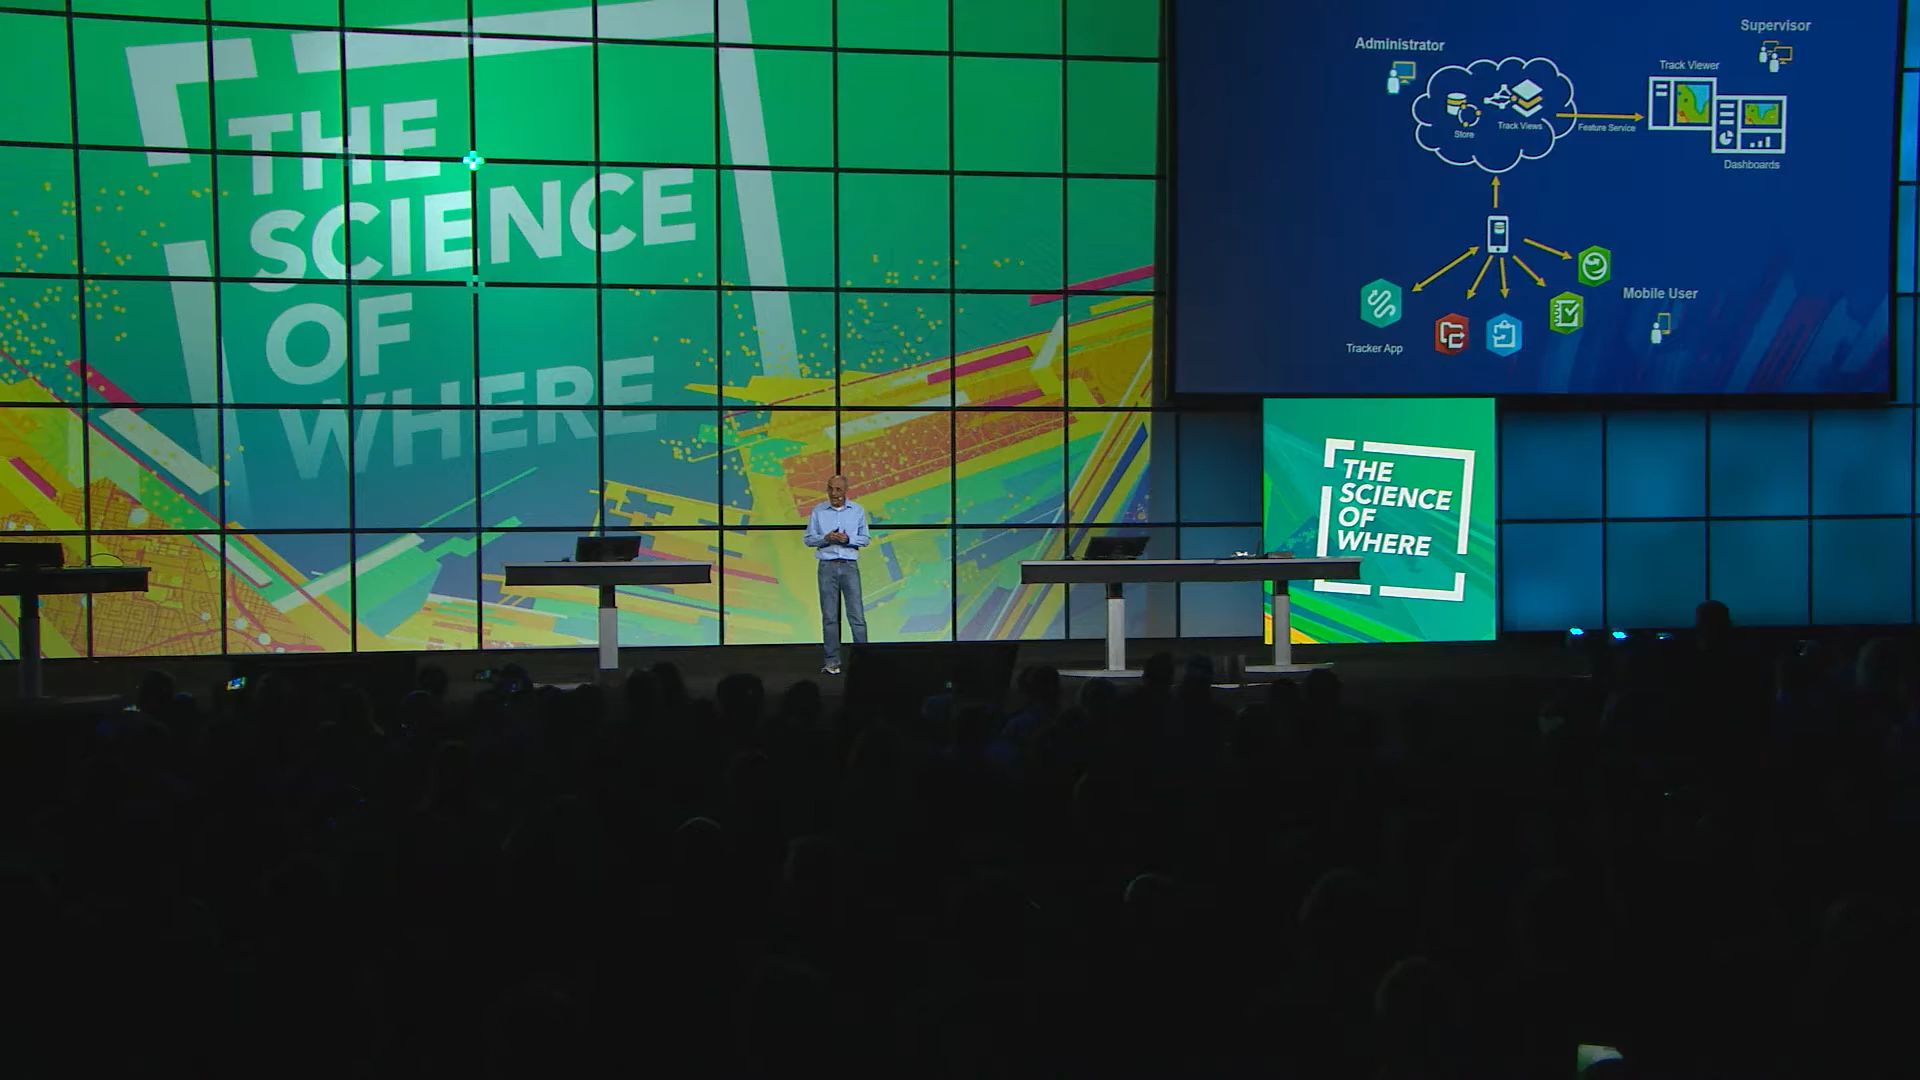 THE
SCIENCE
OF
WHERE
Administrator
Supervisor
Track Viewer
Store
Track Views
Feature Service
Dashboards
Mobile User
Tracker App
THE
SCIENCE
OF
WHERE